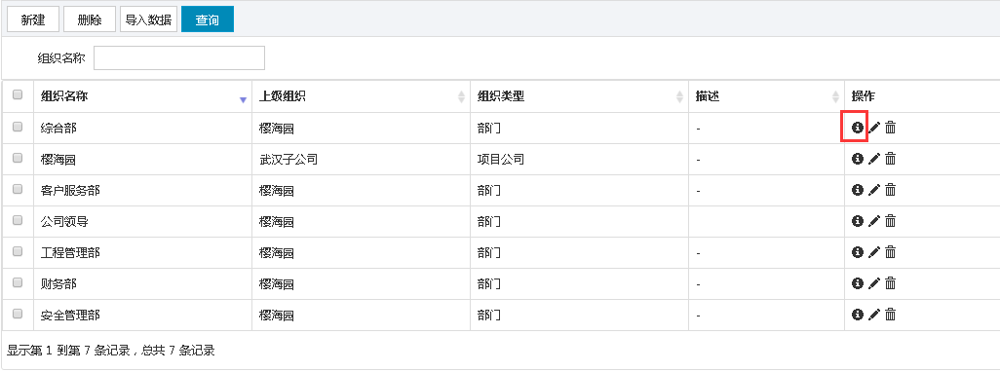 新建 删除 导入数据 查询
组织名称
组织名称 上级组织 组织类型 描述 操作
综合部 樱海园 部门 -
樱海园 武汉子公司 项目公司 -
客户服务部 樱海园 部门 -
公司领导 樱海园 部门
工程管理部 樱海园 部门 -
财务部 樱海园 部门 -
安全管理部 樱海园 部门 -
显示第 1 到第 7 条记录，总共 7 条记录